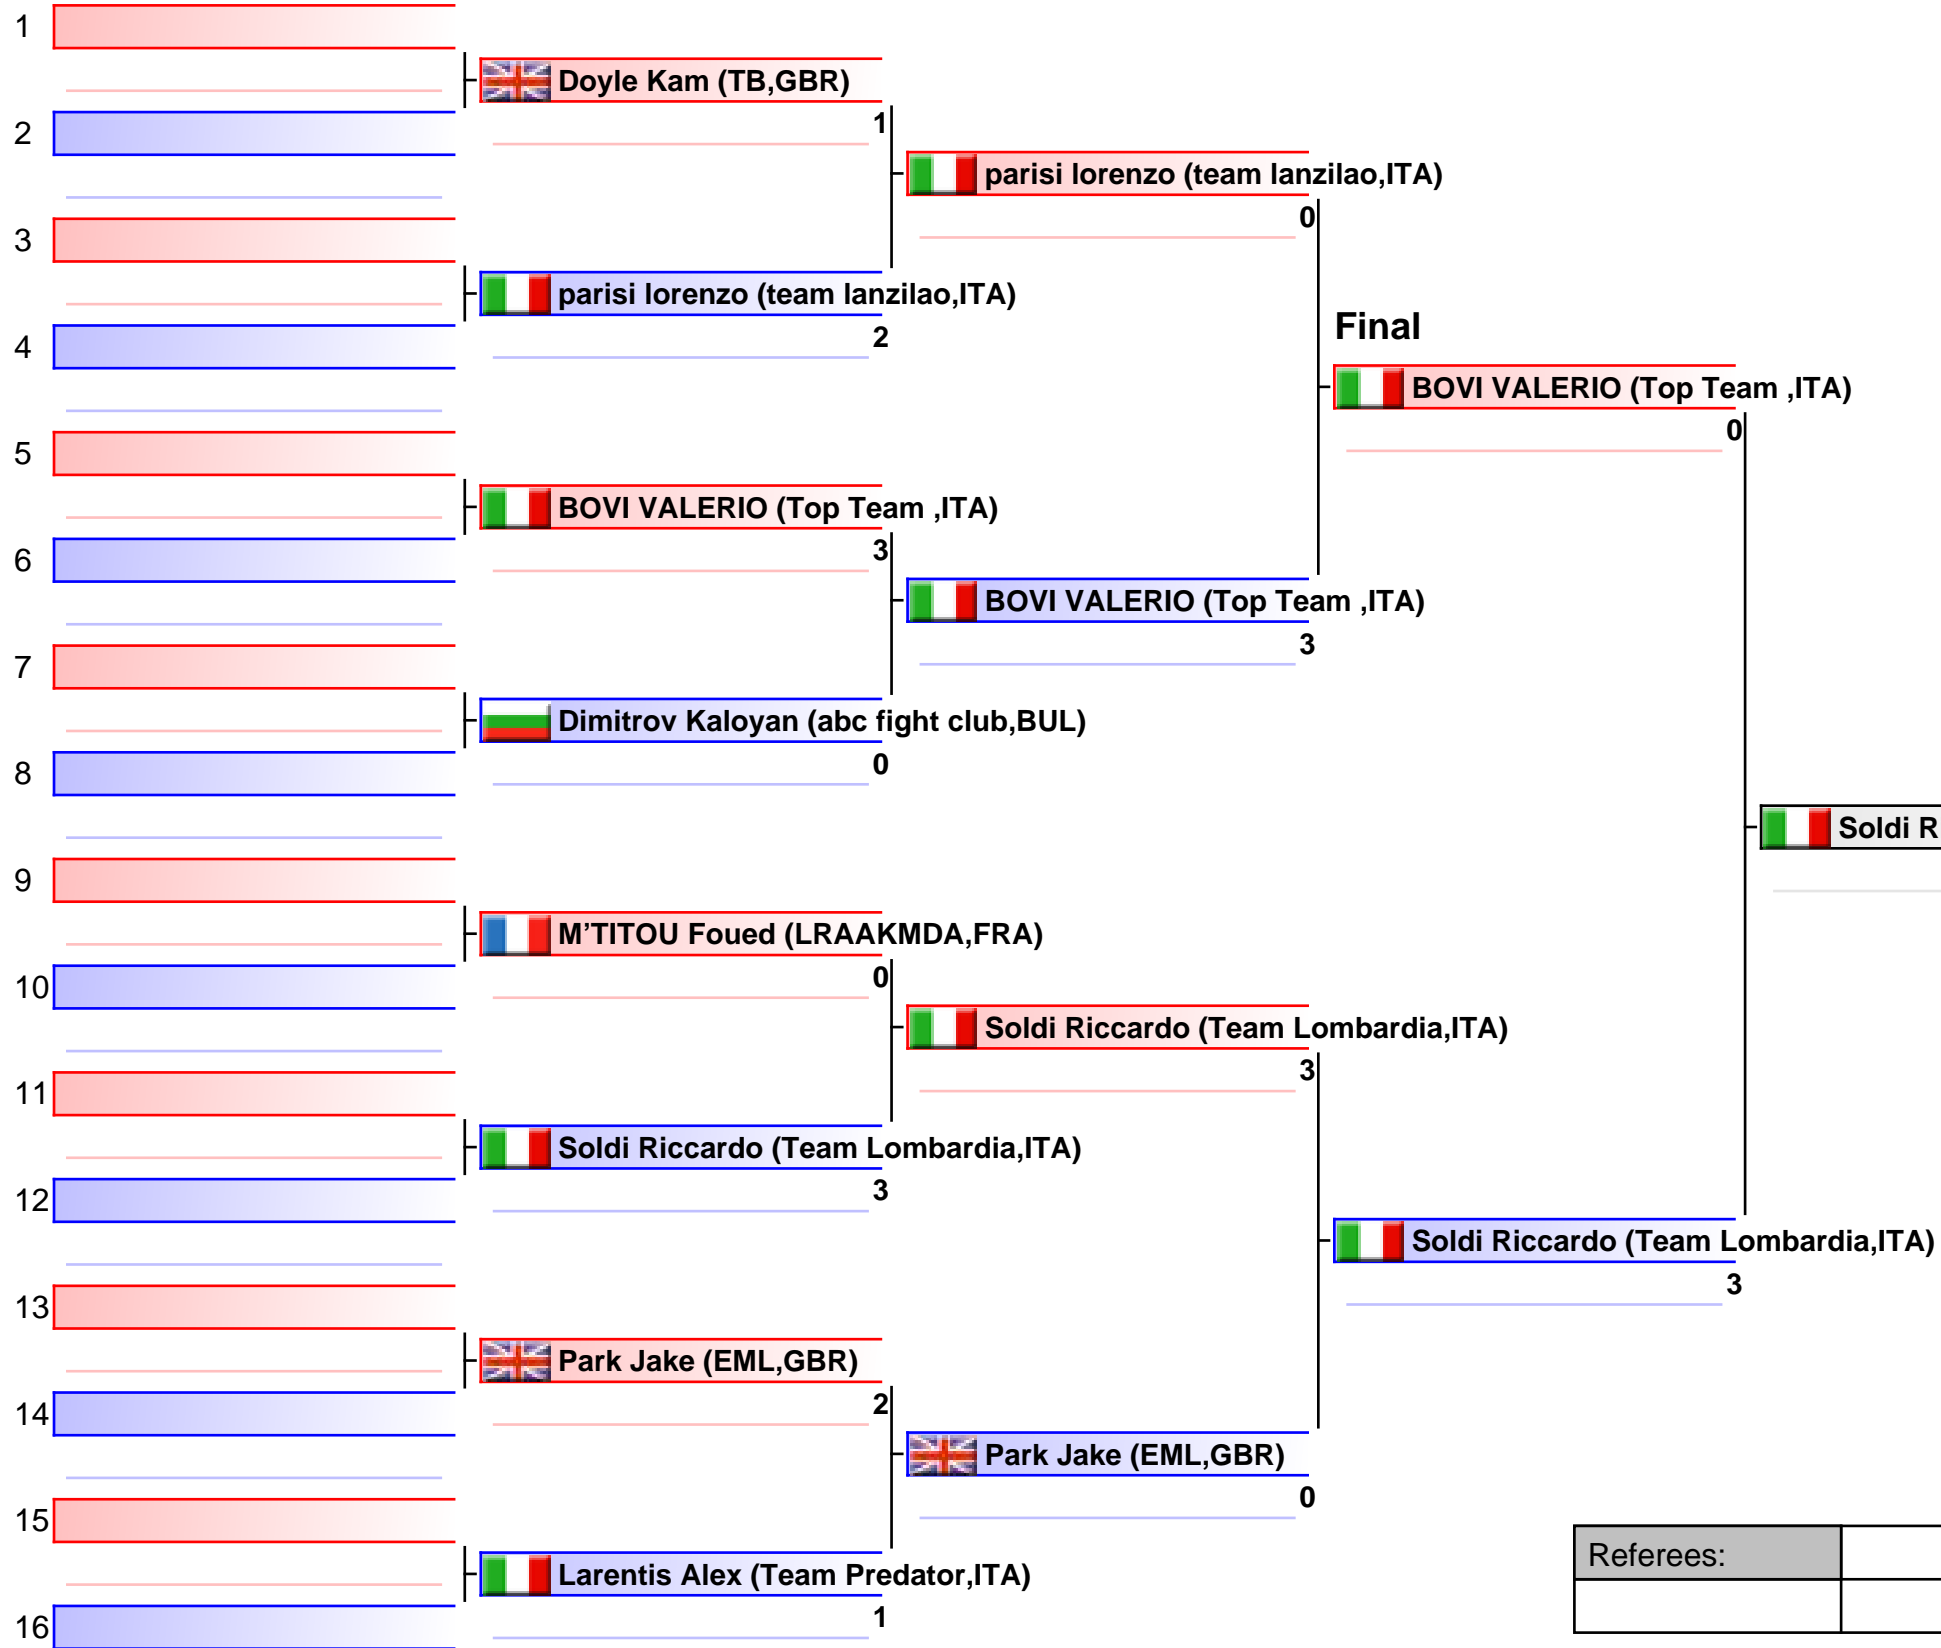 1
Doyle Kam (TB,GBR)
2
1
parisi lorenzo (team lanzilao,ITA)
3
0
parisi lorenzo (team lanzilao,ITA)
4
2
Final
BOVI VALERIO (Top Team ,ITA)
5
0
BOVI VALERIO (Top Team ,ITA)
6
3
BOVI VALERIO (Top Team ,ITA)
7
3
Dimitrov Kaloyan (abc fight club,BUL)
8
0
Soldi R
9
M'TITOU Foued (LRAAKMDA,FRA)
10
0
Soldi Riccardo (Team Lombardia,ITA)
11
3
Soldi Riccardo (Team Lombardia,ITA)
12
3
Soldi Riccardo (Team Lombardia,ITA)
13
3
Park Jake (EML,GBR)
14
2
Park Jake (EML,GBR)
15
0
Referees:
Larentis Alex (Team Predator,ITA)
16
1